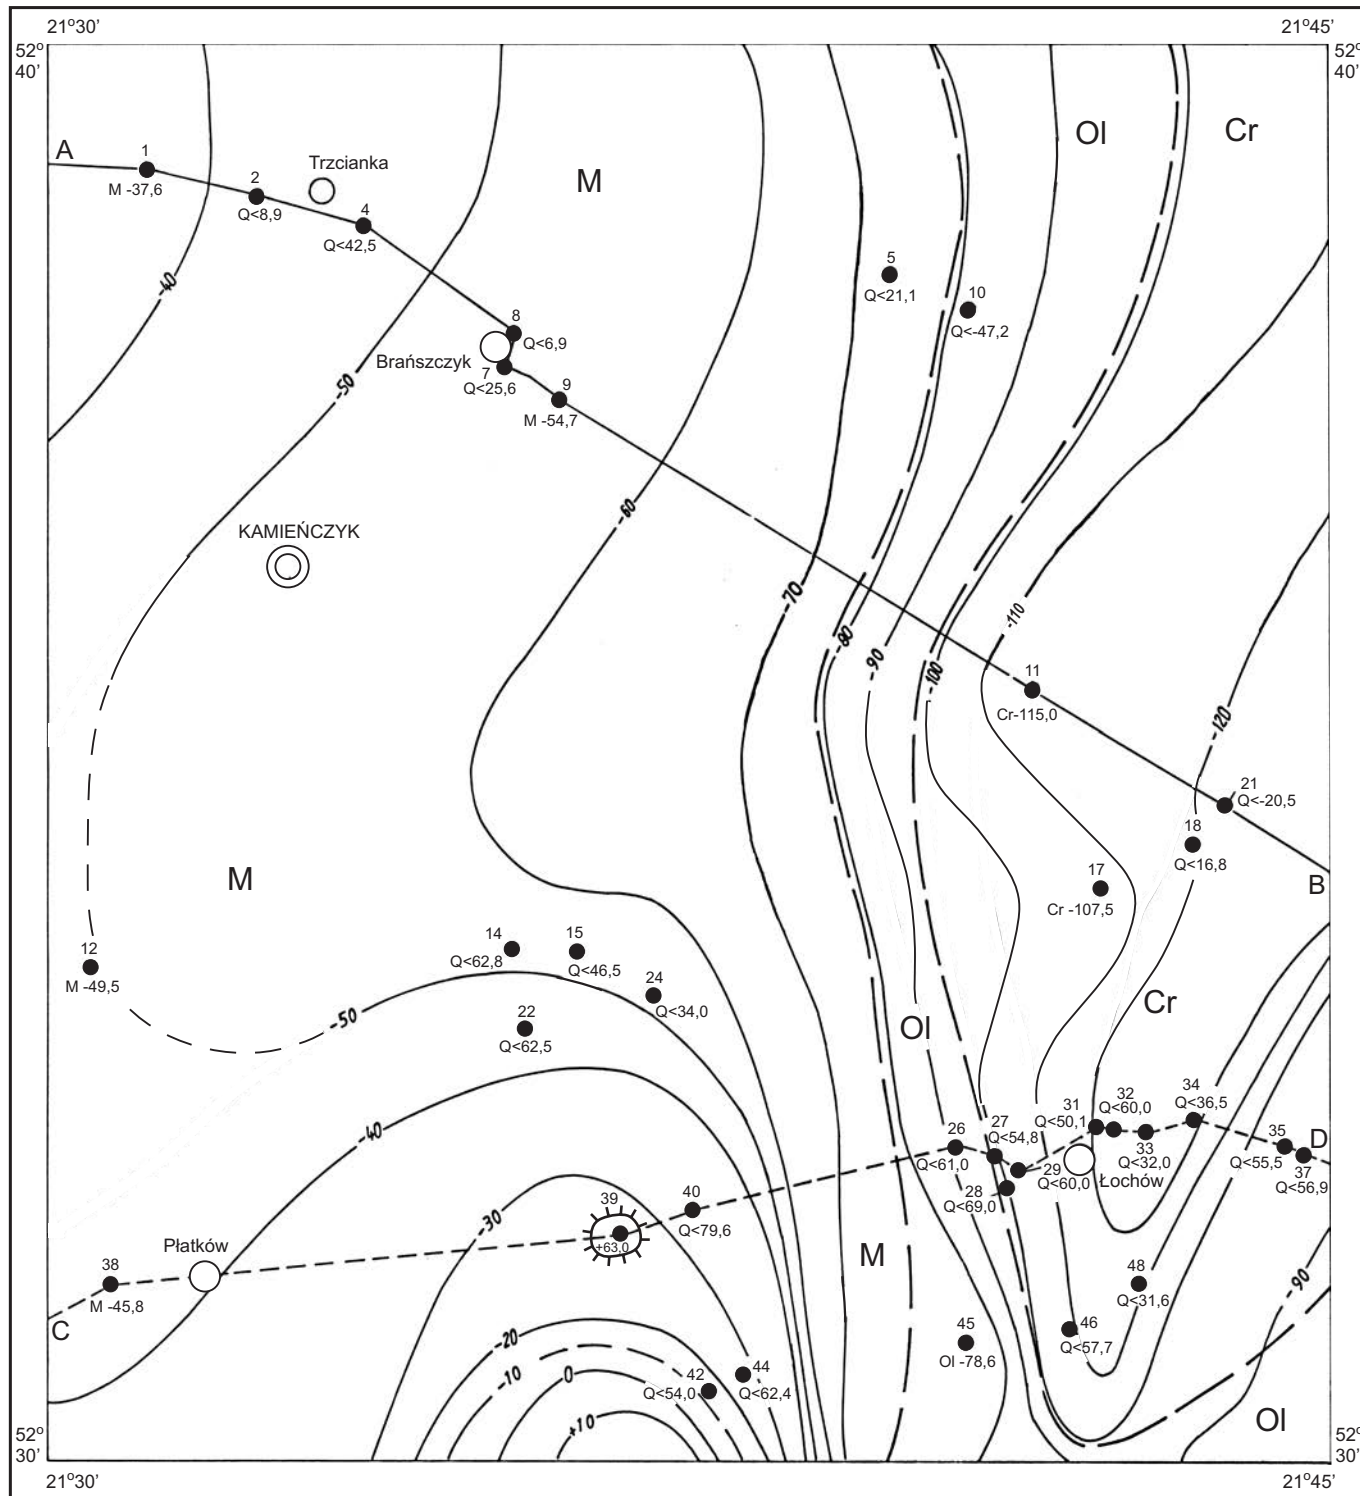 21°30'
21°45'
52°
40'
52°
40'
A
1
M -37,6
2
Q<8,9
Trzcianka
4
Q<42,5
M
Ol
Cr
5
Q<21,1
10
Q<-47,2
-40
8
Q<6,9
Brańszczyk
7
Q<25,6
9
M -54,7
-50
-60
KAMIEŃCZYK
-70
-80
-90
-100
-110
11
Cr-115,0
-120
21
Q<-20,5
18
Q<16,8
17
Cr -107,5
B
M
12
M -49,5
14
Q<62,8
15
Q<46,5
24
Q<34,0
22
Q<62,5
-50
Ol
Cr
-40
26
Q<61,0
27
Q<54,8
28
Q<69,0
29
Q<60,0
31
Q<50,1
32
Q<60,0
33
Q<32,0
34
Q<36,5
35
Q<55,5
D
37
Q<56,9
Łochów
-30
39
+63,0
40
Q<79,6
Płatków
38
M -45,8
C
M
48
Q<31,6
46
Q<57,7
45
Ol -78,6
-90
-20
-10
0
+10
42
Q<54,0
44
Q<62,4
Ol
52°
30'
52°
30'
21°30'
21°45'